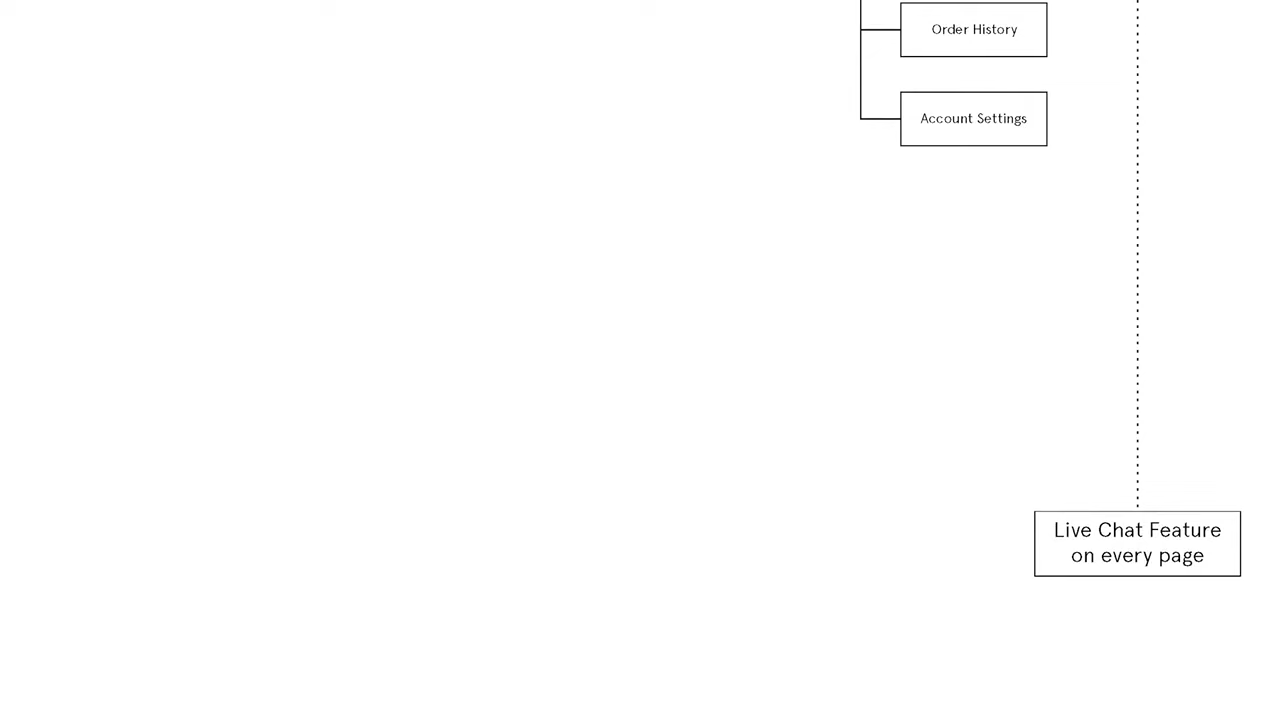 Order History
Account Settings
Live Chat Feature
on every page